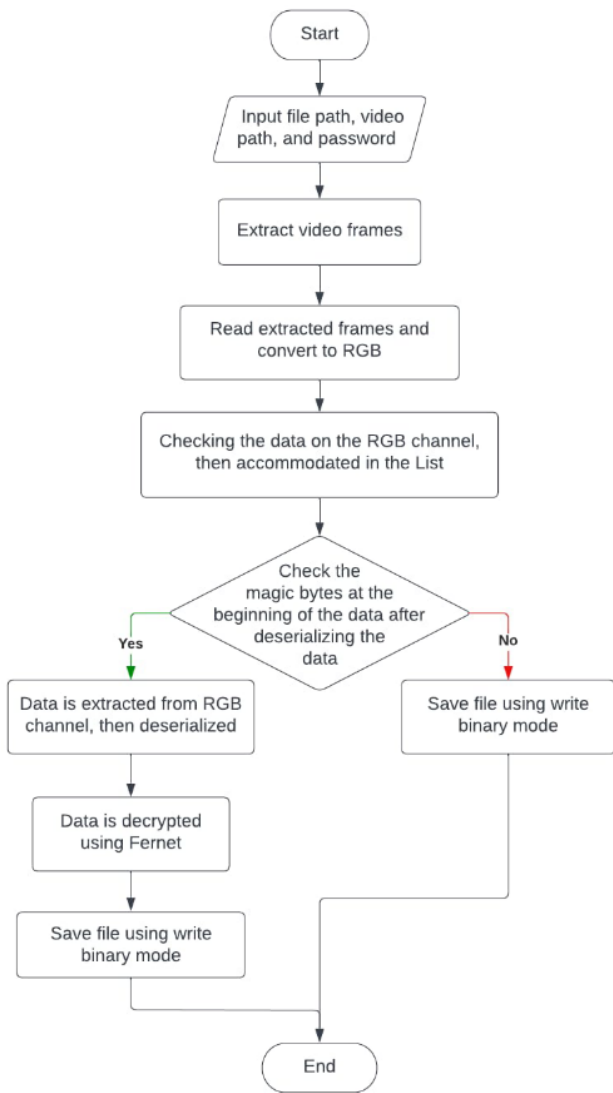 Start
Input file path, video
path, and password
Extract video frames
Read extracted frames and
convert to RGB
Checking the data on the RGB channel,
then accommodated in the List
Check the
magic bytes at the
beginning of the data after
deserializing the
data
Yes
No
Data is extracted from RGB
channel, then deserialized
Save file using write
binary mode
Data is decrypted
using Fernet
Save file using write
binary mode
End